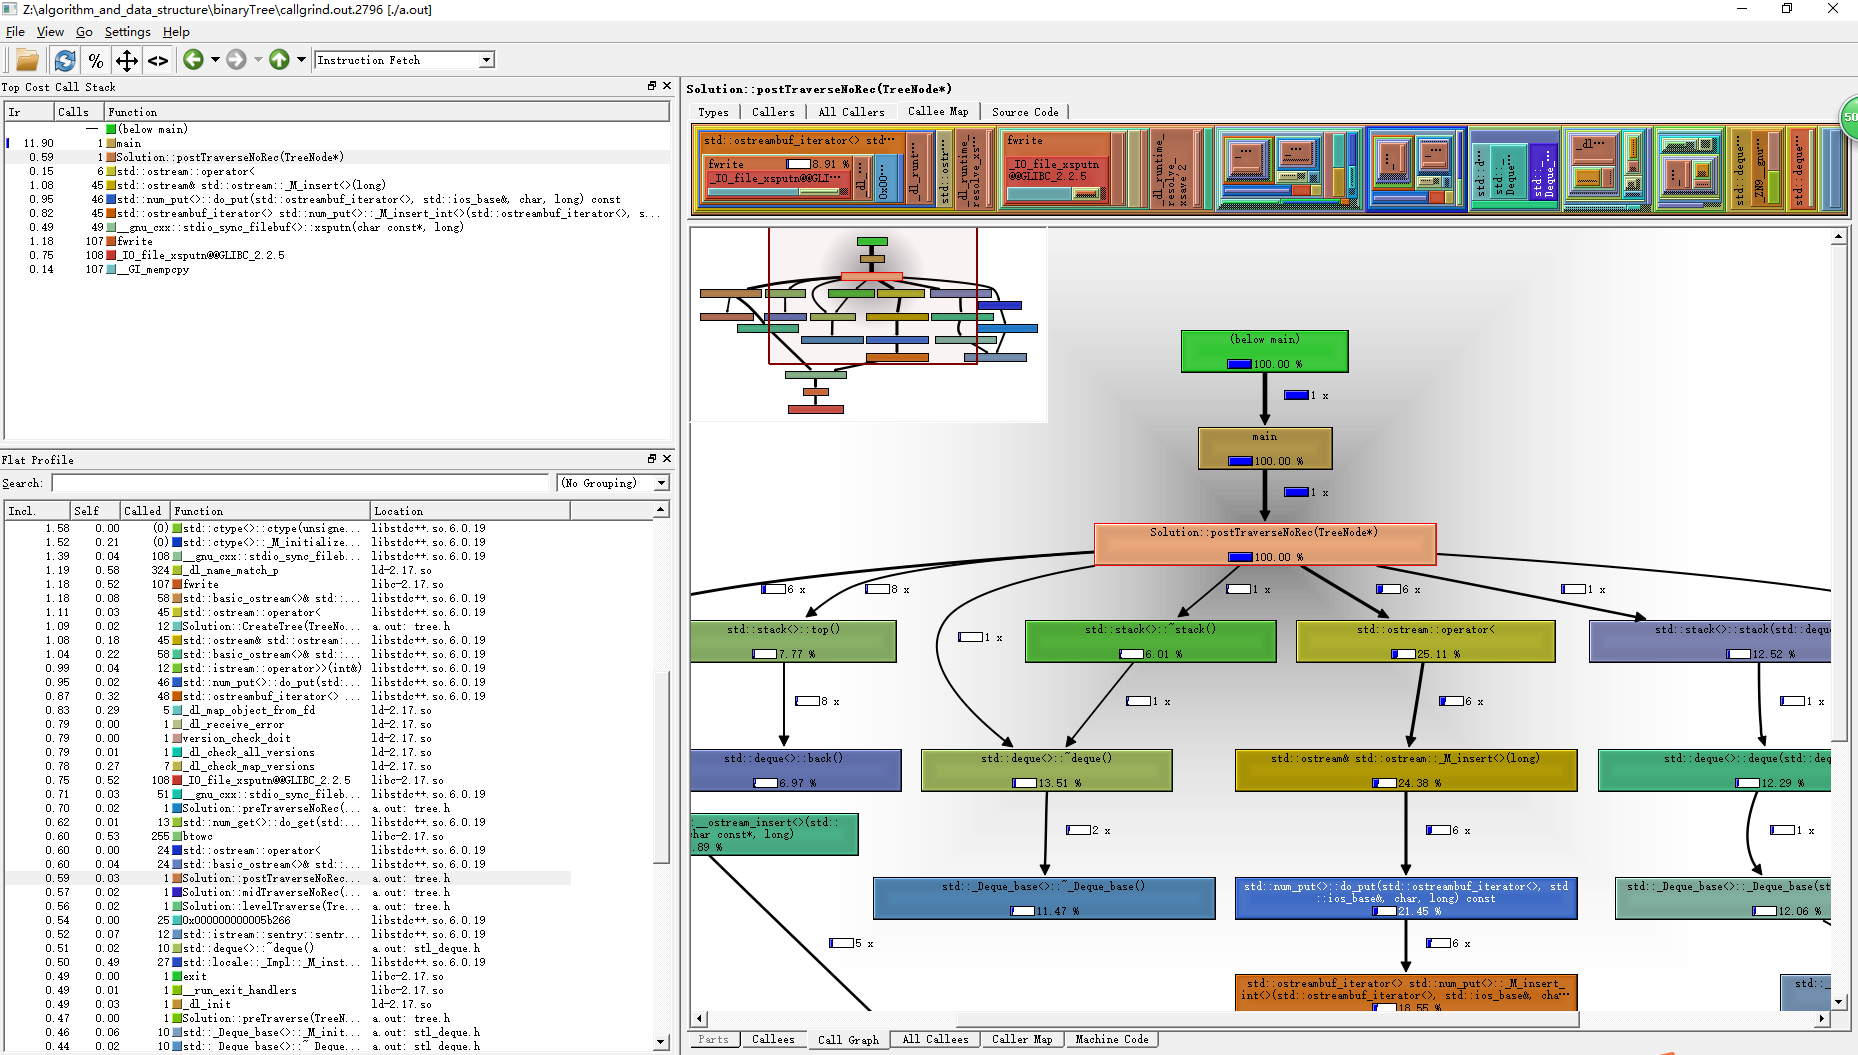 Z:\algorithm_and_data_structure\binaryTree\callgrind.out.2796 [./a.out]
File View Go Settings Help
% <> Instruction Fetch
Top Cost Call Stack
Ir Calls Function
— (below main)
11.90 1 main
0.59 1 Solution::postTraverseNoRec(TreeNode*)
0.15 6 std::ostream::operator<
1.08 45 std::ostream& std::ostream::_M_insert<>(long)
0.95 46 std::num_put<>::do_put(std::ostreambuf_iterator<>, std::ios_base&, char, long) const
0.82 45 std::ostreambuf_iterator<> std::num_put<>::_M_insert_int<>(std::ostreambuf_iterator<>, s...
0.49 49 __gnu_cxx::stdio_sync_filebuf<>::xsputn(char const*, long)
1.18 107 fwrite
0.75 108 _IO_file_xsputn@@GLIBC_2.2.5
0.14 107 __GI_mempcpy
Flat Profile
Search: (No Grouping)
Incl. Self Called Function Location
1.58 0.00 (0) std::ctype<>::ctype(unsigne... libstdc++.so.6.0.19
1.52 0.21 (0) std::ctype<>::_M_initialize... libstdc++.so.6.0.19
1.39 0.04 108 __gnu_cxx::stdio_sync_fileb... libstdc++.so.6.0.19
1.19 0.58 324 _dl_name_match_p ld-2.17.so
1.18 0.52 107 fwrite libc-2.17.so
1.18 0.08 58 std::basic_ostream<>& std::... libstdc++.so.6.0.19
1.11 0.03 45 std::ostream::operator< libstdc++.so.6.0.19
1.09 0.02 12 Solution::CreateTree(TreeNo... a.out: tree.h
1.08 0.18 45 std::ostream& std::ostream:... libstdc++.so.6.0.19
1.04 0.22 58 std::basic_ostream<>& std::... libstdc++.so.6.0.19
0.99 0.04 12 std::istream::operator>>(int&) libstdc++.so.6.0.19
0.95 0.02 46 std::num_put<>::do_put(std:... libstdc++.so.6.0.19
0.87 0.32 48 std::ostreambuf_iterator<> ... libstdc++.so.6.0.19
0.83 0.29 5 _dl_map_object_from_fd ld-2.17.so
0.79 0.00 1 _dl_receive_error ld-2.17.so
0.79 0.00 1 version_check_doit ld-2.17.so
0.79 0.01 1 _dl_check_all_versions ld-2.17.so
0.78 0.27 7 _dl_check_map_versions ld-2.17.so
0.75 0.52 108 _IO_file_xsputn@@GLIBC_2.2.5 libc-2.17.so
0.71 0.03 51 __gnu_cxx::stdio_sync_fileb... libstdc++.so.6.0.19
0.70 0.02 1 Solution::preTraverseNoRec(... a.out: tree.h
0.62 0.01 13 std::num_get<>::do_get(std:... libstdc++.so.6.0.19
0.60 0.53 255 btowc libc-2.17.so
0.60 0.00 24 std::ostream::operator< libstdc++.so.6.0.19
0.60 0.04 24 std::basic_ostream<>& std::... libstdc++.so.6.0.19
0.59 0.03 1 Solution::postTraverseNoRec... a.out: tree.h
0.57 0.02 1 Solution::midTraverseNoRec(... a.out: tree.h
0.56 0.02 1 Solution::levelTraverse(Tre... a.out: tree.h
0.54 0.00 25 0x000000000005b266 libstdc++.so.6.0.19
0.52 0.07 12 std::istream::sentry::sentr... libstdc++.so.6.0.19
0.51 0.02 10 std::deque<>::~deque() a.out: stl_deque.h
0.50 0.49 27 std::locale::_Impl::_M_inst... libstdc++.so.6.0.19
0.49 0.00 1 exit libc-2.17.so
0.49 0.01 1 __run_exit_handlers libc-2.17.so
0.49 0.03 1 _dl_init ld-2.17.so
0.47 0.00 1 Solution::preTraverse(TreeN... a.out: tree.h
0.46 0.06 10 std::_Deque_base<>::_M_init... a.out: stl_deque.h
0.44 0.02 10 std::_Deque_base<>::~_Deque... a.out: stl_deque.h
Solution::postTraverseNoRec(TreeNode*)
Types Callers All Callers Callee Map Source Code
50
std::ostreambuf_iterator<> std...
fwrite 8.91 %
_IO_file_xsputn@@GLI...
_dl_...
0x00...
_dl_runt...
std::ostr...
_dl_runtime_
resolve_xs...
fwrite
_IO_file_xsputn
@@GLIBC_2.2.5
_dl_runtime_
resolve_
xsave'2
std::d...
std::_
Deque_...
std::_
Deque_...
_dl...
std::deque...
ZN9__gnu...
std::deque...
(below main)
100.00 %
1 x
main
100.00 %
1 x
Solution::postTraverseNoRec(TreeNode*)
100.00 %
6 x 8 x 1 x 6 x 1 x
std::stack<>::top()
7.77 %
1 x
std::stack<>::~stack()
6.01 %
std::ostream::operator<
25.11 %
std::stack<>::stack(std::dequ
12.52 %
8 x 1 x 6 x 1 x
std::deque<>::back()
6.97 %
std::deque<>::~deque()
13.51 %
std::ostream& std::ostream::_M_insert<>(long)
24.38 %
std::deque<>::deque(std::deq
12.29 %
:__ostream_insert<>(std::
char const*, long)
.89 %
2 x 6 x 1 x
std::_Deque_base<>::~_Deque_base()
11.47 %
std::num_put<>::do_put(std::ostreambuf_iterator<>, std
::ios_base&, char, long) const
21.45 %
std::_Deque_base<>::_Deque_base(st
12.06 %
5 x 6 x
std::ostreambuf_iterator<> std::num_put<>::_M_insert_
int<>(std::ostreambuf_iterator<>, std::ios_base&, cha...
18.55 %
std::_
Parts Callees Call Graph All Callees Caller Map Machine Code